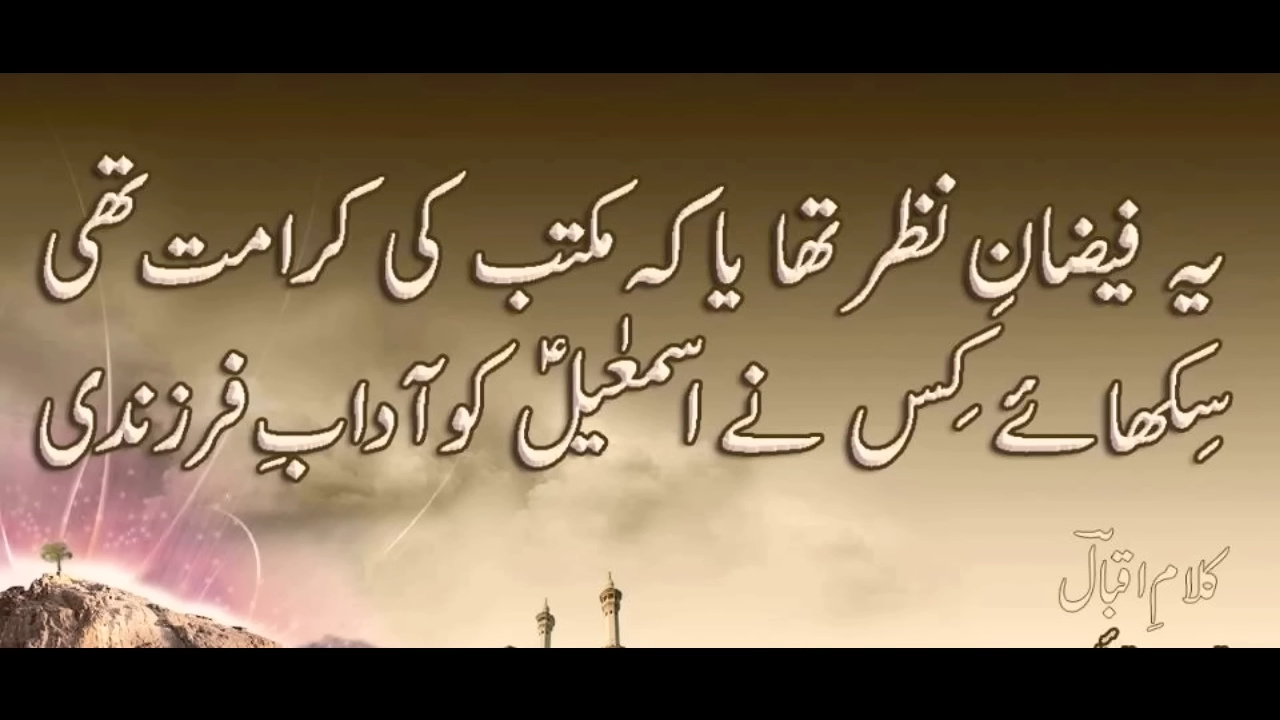 یہ فیضانِ نظر تھا یا کہ مکتب کی کرامت تھی
سِکھائے کِس نے اسمٰعیلؑ کو آدابِ فرزندی
کلامِ اقبالؔ